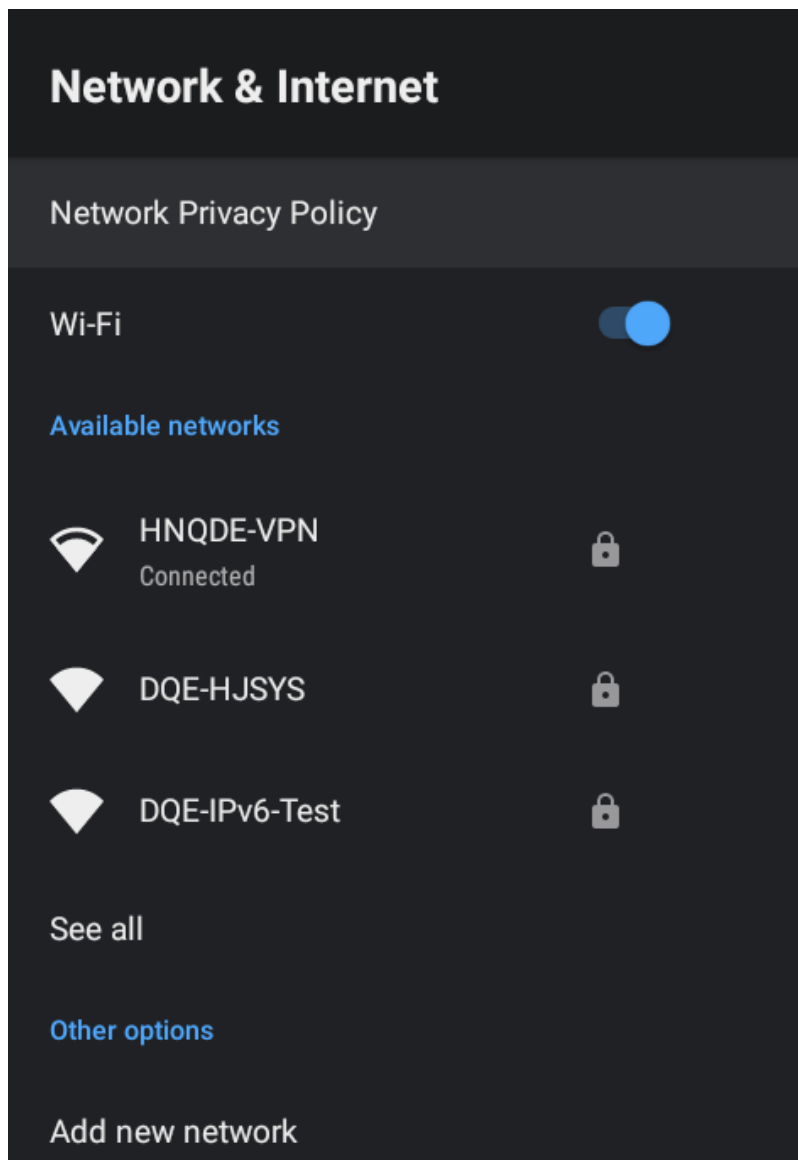 Network & Internet
Network Privacy Policy
Wi-Fi
Available networks
HNQDE-VPN
Connected
DQE-HJSYS
DQE-IPv6-Test
See all
Other options
Add new network